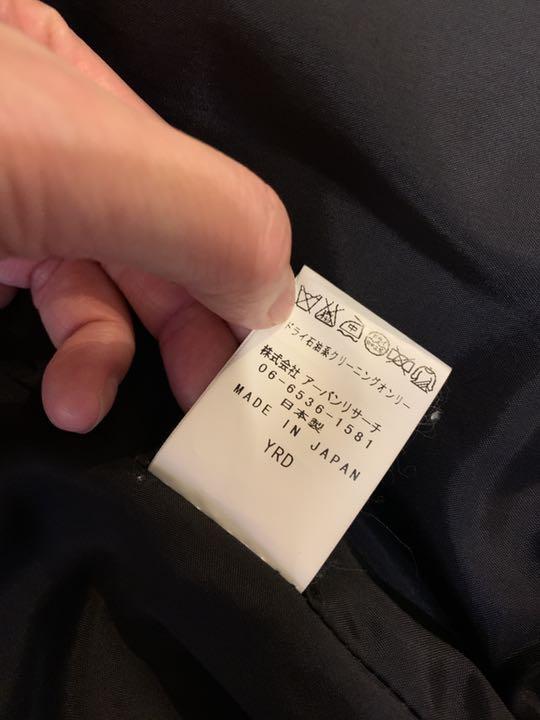 中
ドライ石油系クリーニングオンリー
株式会社 アーバンリサーチ
06-6536-1581
日本製
MADE IN JAPAN
YRD